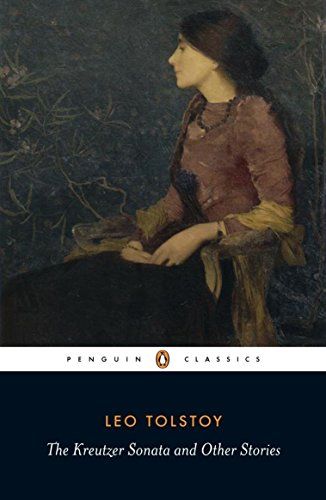 PENGUIN CLASSICS
LEO TOLSTOY
The Kreutzer Sonata and Other Stories